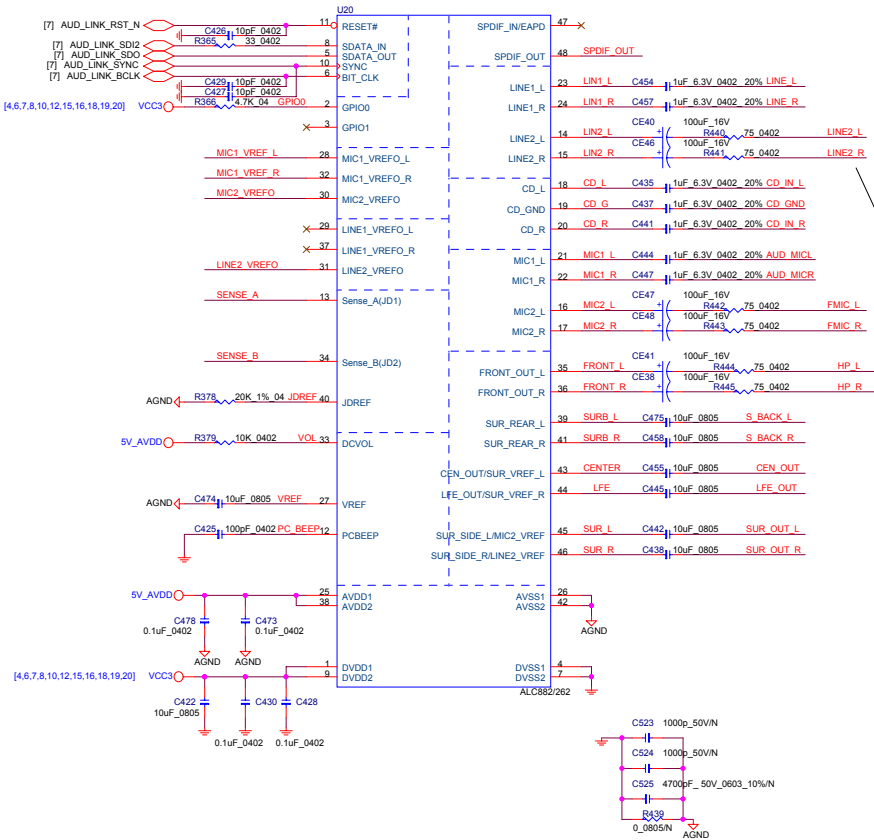 U20
[7] AUD_LINK_RST_N
C426 10pF_0402
11 RESET#
SPDIF_IN/EAPD 47
[7] AUD_LINK_SDI2
R365 33_0402
8 SDATA_IN
[7] AUD_LINK_SDO
5 SDATA_OUT
SPDIF_OUT 48 SPDIF_OUT
[7] AUD_LINK_SYNC
10 SYNC
[7] AUD_LINK_BCLK
6 BIT_CLK
C429 10pF_0402
C427 10pF_0402
LINE1_L 23 LIN1_L C454 1uF_6.3V_0402_20% LINE_L
[4,6,7,8,10,12,15,16,18,19,20] VCC3 R366 4.7K_04 GPIO0 2 GPIO0
LINE1_R 24 LIN1_R C457 1uF_6.3V_0402_20% LINE_R
3 GPIO1
CE40 100uF_16V
LINE2_L 14 LIN2_L R440 75_0402 LINE2_L
CE46 100uF_16V
LINE2_R 15 LIN2_R R441 75_0402 LINE2_R
MIC1_VREF_L 28 MIC1_VREFO_L
MIC1_VREF_R 32 MIC1_VREFO_R
MIC2_VREFO 30 MIC2_VREFO
CD_L 18 CD_L C435 1uF_6.3V_0402_20% CD_IN_L
CD_GND 19 CD_G C437 1uF_6.3V_0402_20% CD_GND
CD_R 20 CD_R C441 1uF_6.3V_0402_20% CD_IN_R
29 LINE1_VREFO_L
37 LINE1_VREFO_R
LINE2_VREFO 31 LINE2_VREFO
MIC1_L 21 MIC1_L C444 1uF_6.3V_0402_20% AUD_MICL
MIC1_R 22 MIC1_R C447 1uF_6.3V_0402_20% AUD_MICR
SENSE_A 13 Sense_A(JD1)
CE47 100uF_16V
MIC2_L 16 MIC2_L R442 75_0402 FMIC_L
CE48 100uF_16V
MIC2_R 17 MIC2_R R443 75_0402 FMIC_R
SENSE_B 34 Sense_B(JD2)
CE41 100uF_16V
FRONT_OUT_L 35 FRONT_L R444 75_0402 HP_L
CE38 100uF_16V
FRONT_OUT_R 36 FRONT_R R445 75_0402 HP_R
AGND R378 20K_1%_04 JDREF 40 JDREF
SUR_REAR_L 39 SURB_L C475 10uF_0805 S_BACK_L
5V_AVDD R379 10K_0402 VOL 33 DCVOL
SUR_REAR_R 41 SURB_R C458 10uF_0805 S_BACK_R
CEN_OUT/SUR_VREF_L 43 CENTER C455 10uF_0805 CEN_OUT
LFE_OUT/SUR_VREF_R 44 LFE C445 10uF_0805 LFE_OUT
AGND C474 10uF_0805 VREF 27 VREF
C425 100pF_0402 PC_BEEP 12 PCBEEP
SUR_SIDE_L/MIC2_VREF 45 SUR_L C442 10uF_0805 SUR_OUT_L
SUR_SIDE_R/LINE2_VREF 46 SUR_R C438 10uF_0805 SUR_OUT_R
5V_AVDD 25 AVDD1
38 AVDD2
AVSS1 26
AVSS2 42
AGND
C478 0.1uF_0402
C473 0.1uF_0402
AGND AGND
[4,6,7,8,10,12,15,16,18,19,20] VCC3 1 DVDD1
9 DVDD2
DVSS1 4
DVSS2 7
ALC882/262
C422 10uF_0805
C430 0.1uF_0402
C428 0.1uF_0402
C523 1000p_50V/N
C524 1000p_50V/N
C525 4700pF_50V_0603_10%/N
R439
0_0805/N
AGND